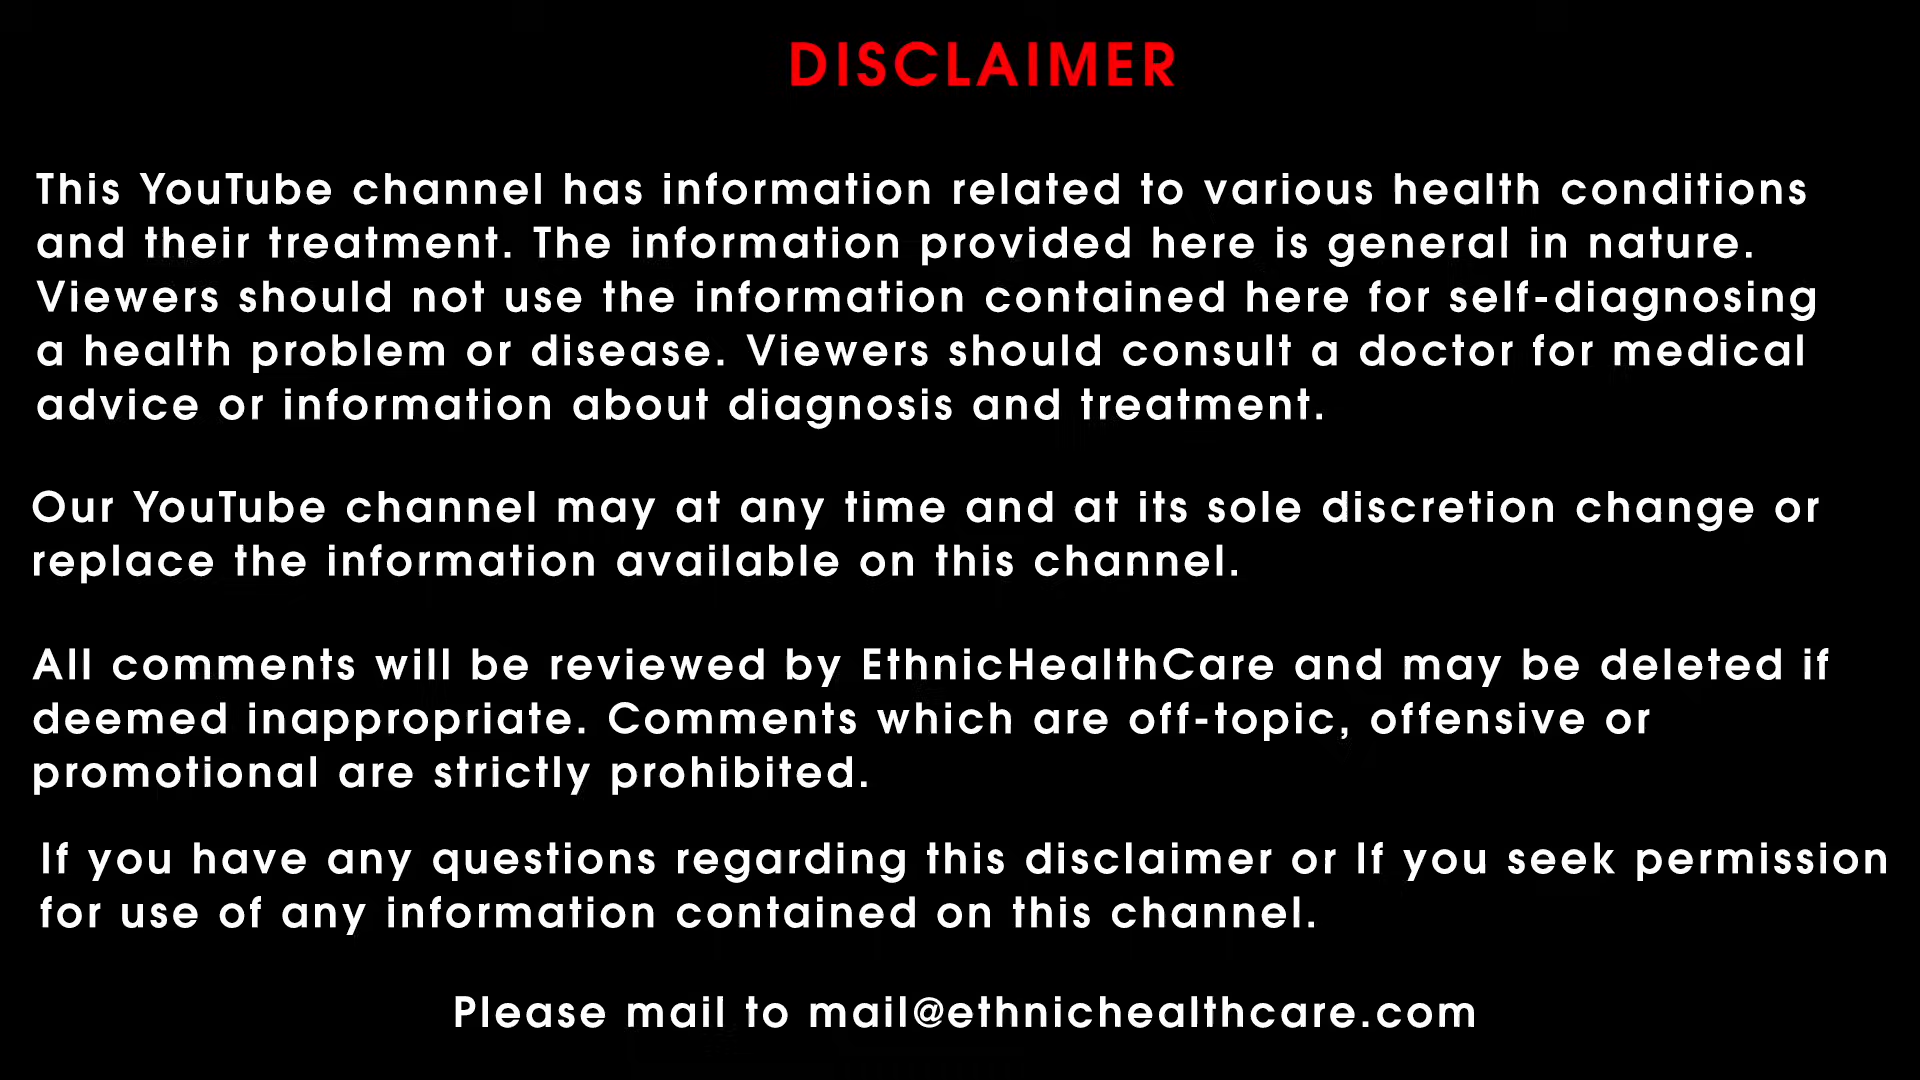 DISCLAIMER
This YouTube channel has information related to various health conditions
and their treatment. The information provided here is general in nature.
Viewers should not use the information contained here for self-diagnosing
a health problem or disease. Viewers should consult a doctor for medical
advice or information about diagnosis and treatment.
Our YouTube channel may at any time and at its sole discretion change or
replace the information available on this channel.
All comments will be reviewed by EthnicHealthCare and may be deleted if
deemed inappropriate. Comments which are off-topic, offensive or
promotional are strictly prohibited.
If you have any questions regarding this disclaimer or If you seek permission
for use of any information contained on this channel.
Please mail to mail@ethnichealthcare.com